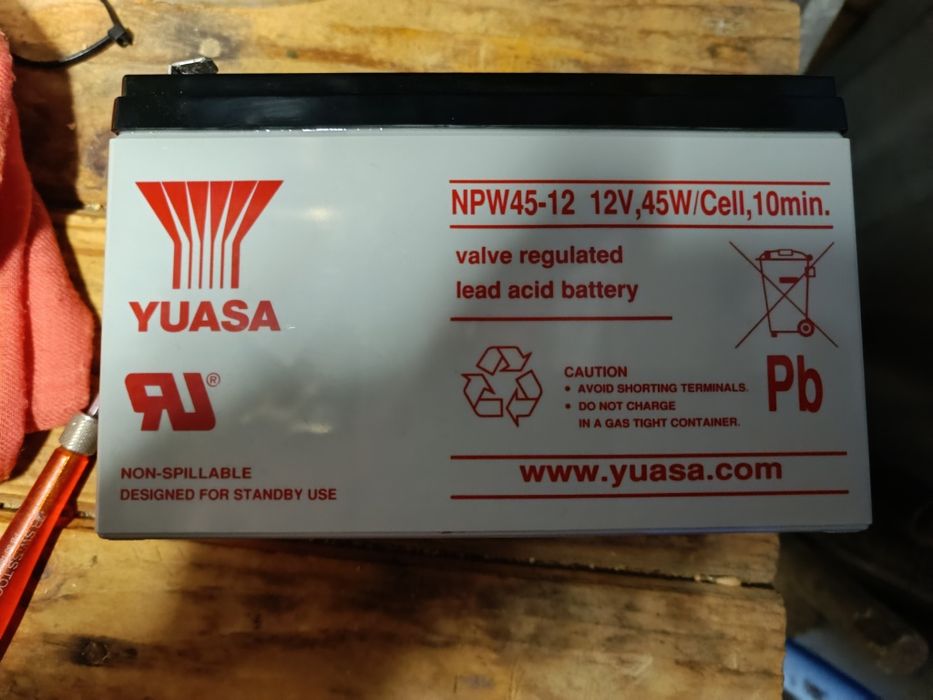 YUASA
RU®
NON-SPILLABLE
DESIGNED FOR STANDBY USE
NPW45-12 12V,45W/Cell,10min.
valve regulated
lead acid battery
CAUTION
• AVOID SHORTING TERMINALS.
• DO NOT CHARGE
IN A GAS TIGHT CONTAINER.
Pb
www.yuasa.com